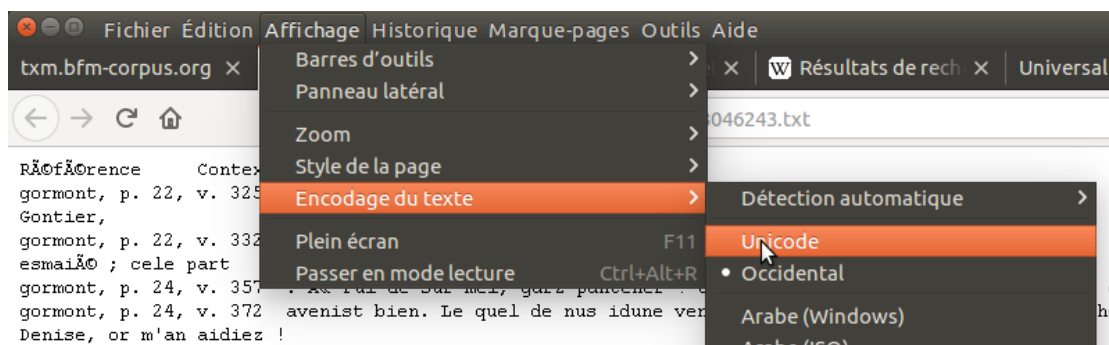 Fichier Édition Affichage Historique Marque-pages Outils Aide
txm.bfm-corpus.org × × W Résultats de rech × Universal
046243.txt
Barres d'outils >
Panneau latéral >
Zoom >
Style de la page >
Encodage du texte >
Plein écran F11
Passer en mode lecture Ctrl+Alt+R
Détection automatique >
Unicode
• Occidental
Arabe (Windows)
RÃ©fÃ©rence Contex
gormont, p. 22, v. 325
Gontier,
gormont, p. 22, v. 332
esmaiÃ© ; cele part
gormont, p. 24, v. 357
gormont, p. 24, v. 372 avenist bien. Le quel de nus idune ver
Denise, or m'an aidiez !